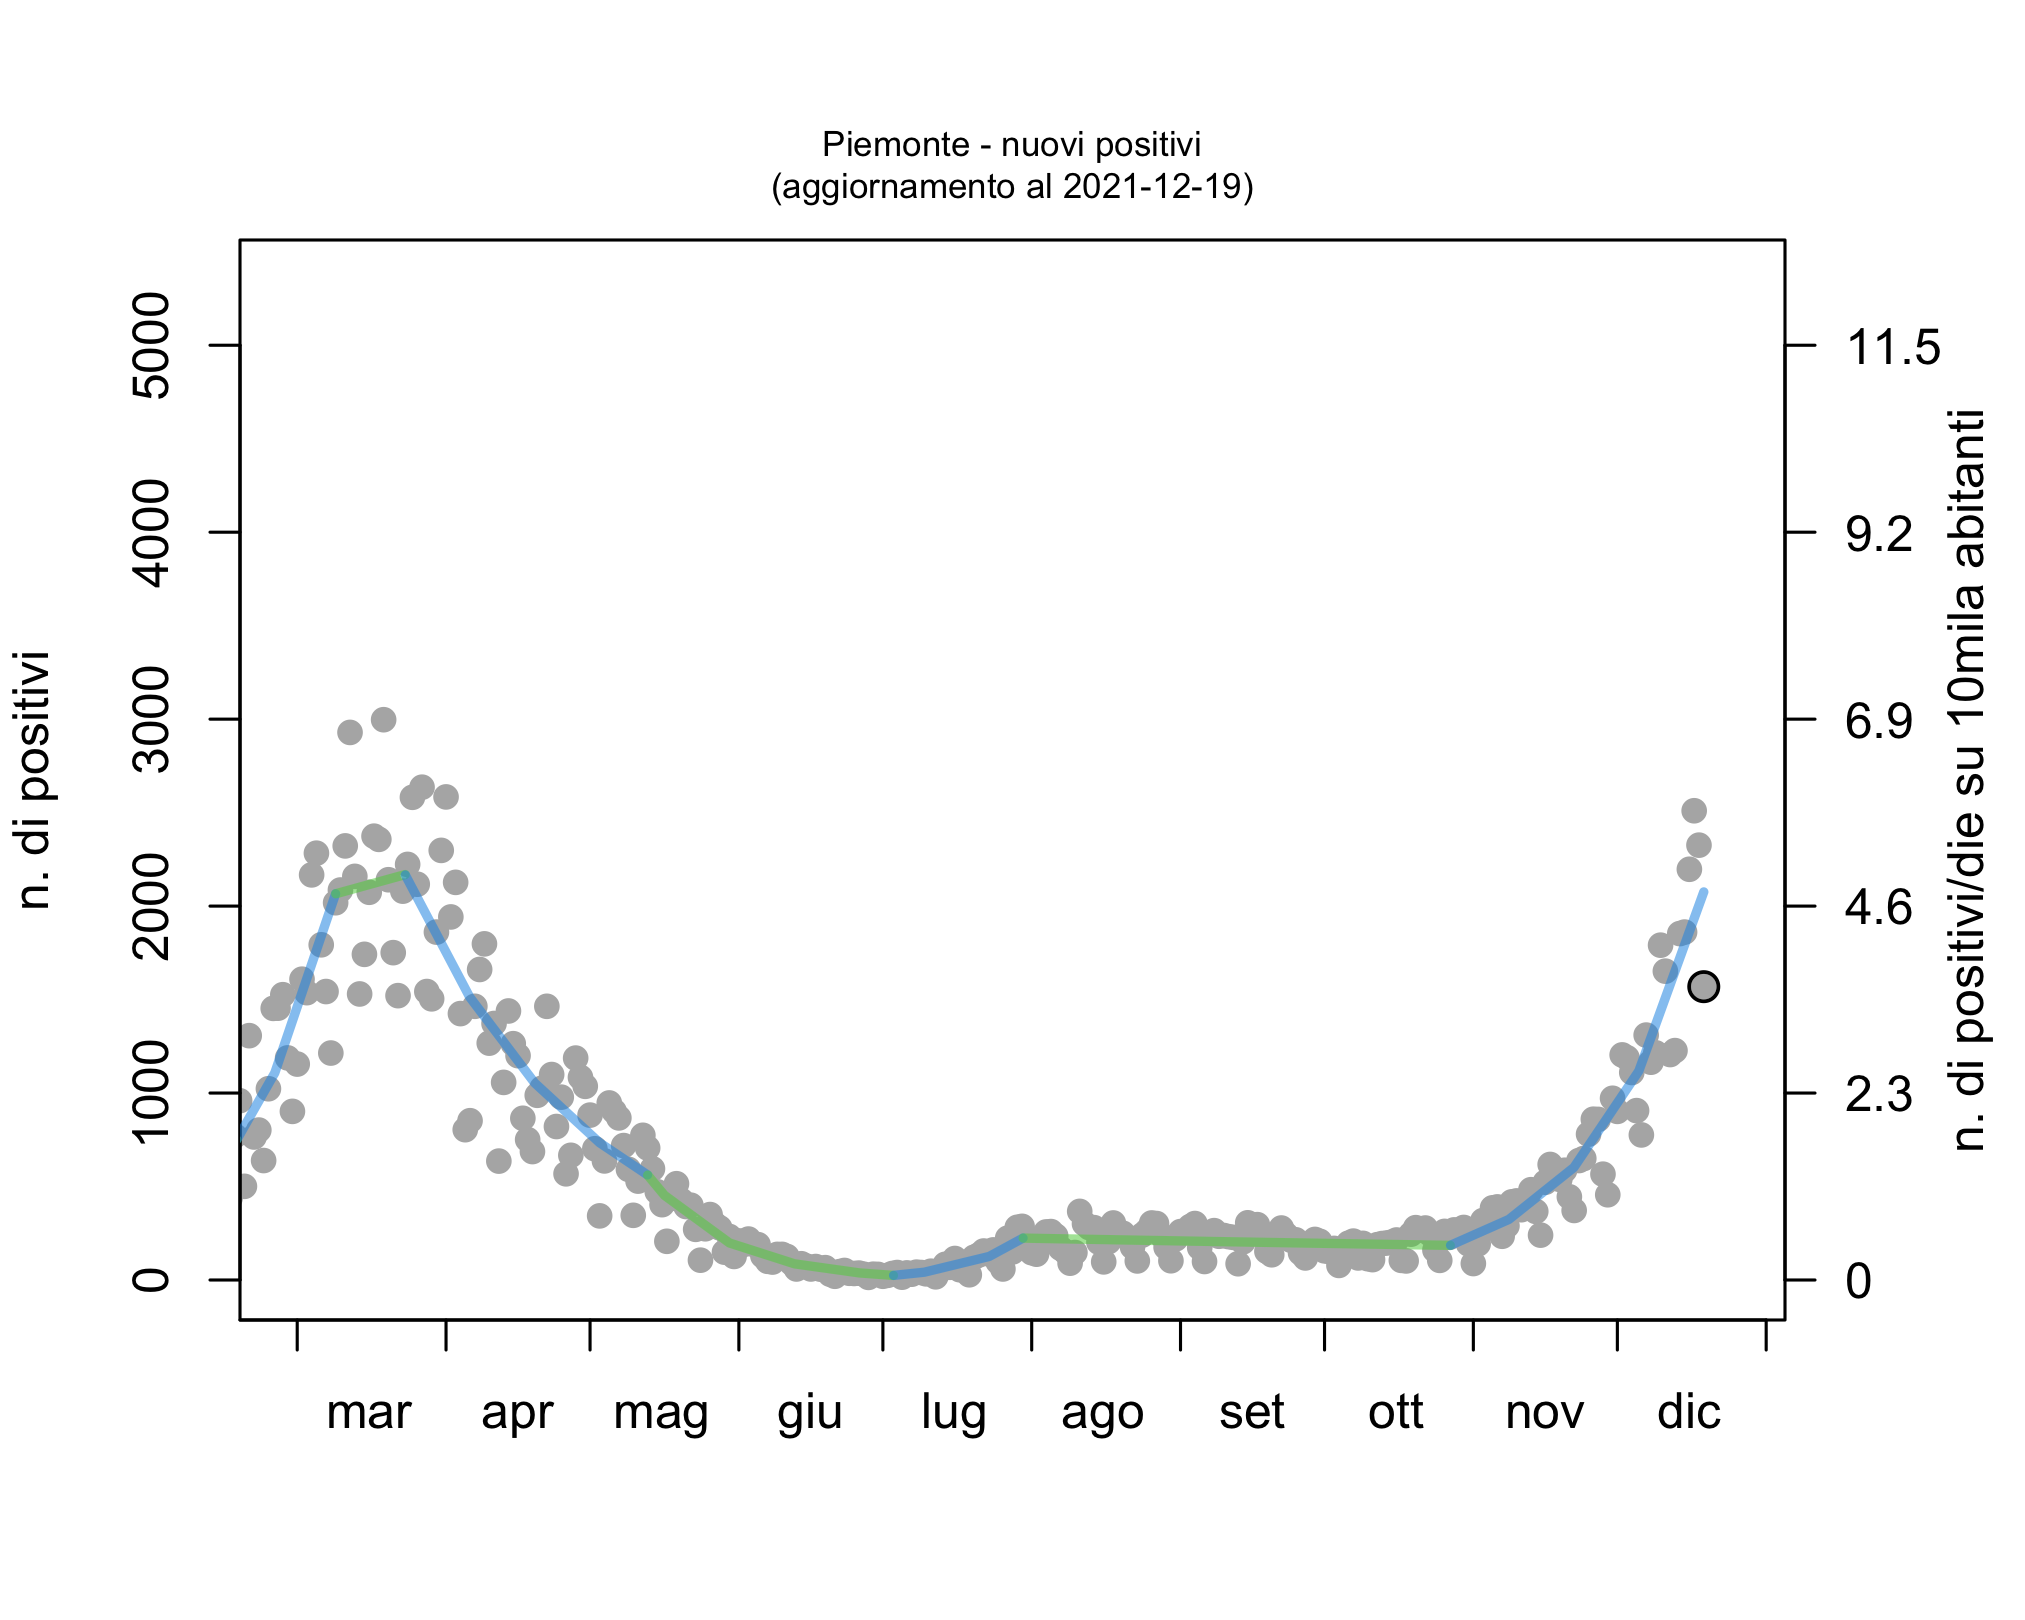 Piemonte - nuovi positivi
(aggiornamento al 2021-12-19)
n. di positivi
5000
4000
3000
2000
1000
0
11.5
9.2
6.9
4.6
2.3
0
n. di positivi/die su 10mila abitanti
mar apr mag giu lug ago set ott nov dic